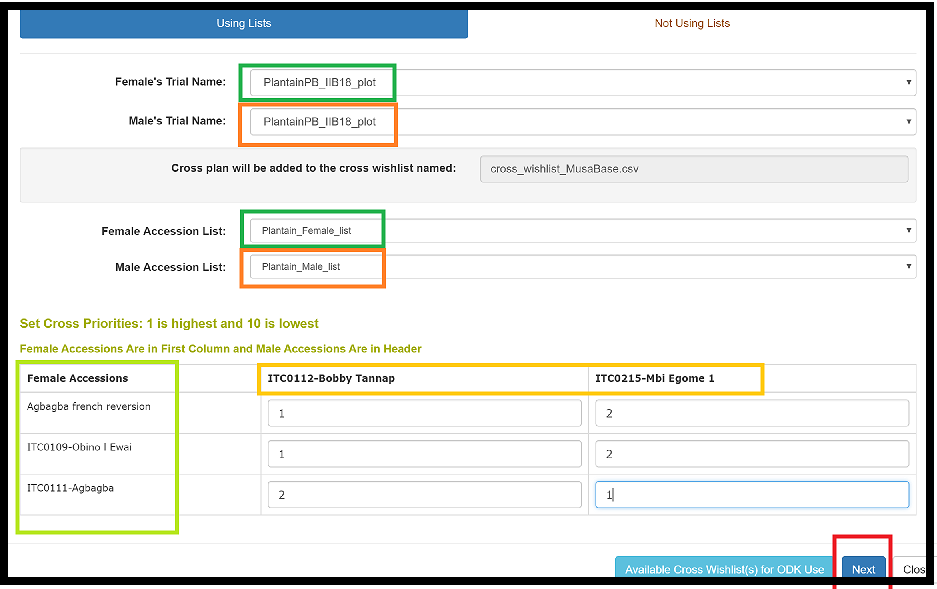 Using Lists Not Using Lists
Female's Trial Name: PlantainPB_IIB18_plot
Male's Trial Name: PlantainPB_IIB18_plot
Cross plan will be added to the cross wishlist named: cross_wishlist_MusaBase.csv
Female Accession List: Plantain_Female_list
Male Accession List: Plantain_Male_list
Set Cross Priorities: 1 is highest and 10 is lowest
Female Accessions Are in First Column and Male Accessions Are in Header
Female Accessions ITC0112-Bobby Tannap ITC0215-Mbi Egome 1
Agbagba french reversion 1 2
ITC0109-Obino l Ewai 1 2
ITC0111-Agbagba 2 1
Available Cross Wishlist(s) for ODK Use Next Clos